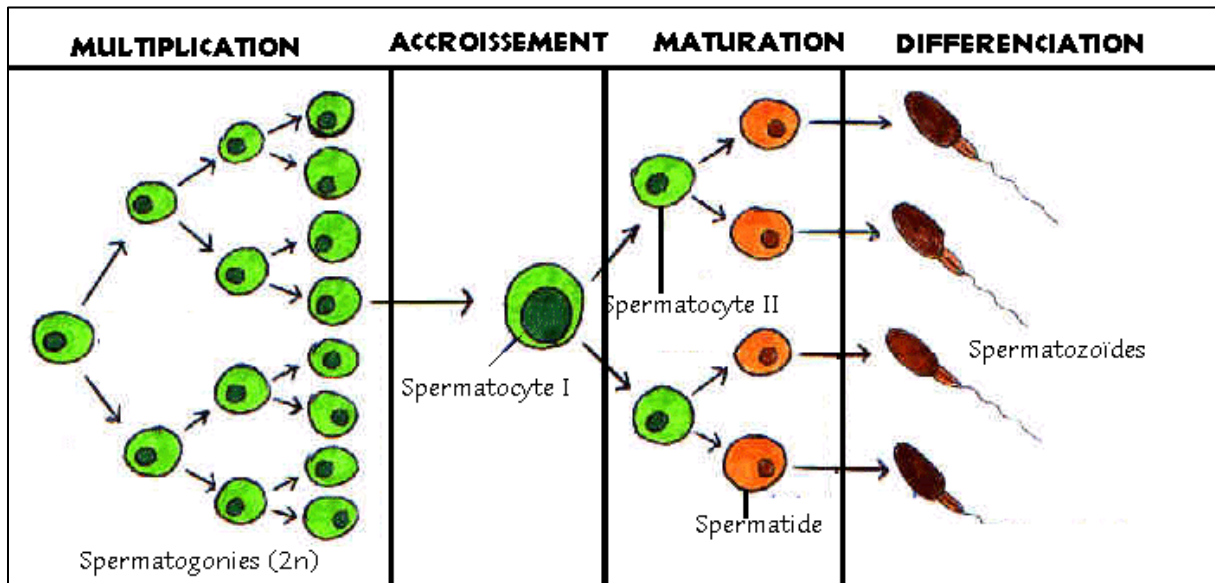 MULTIPLICATION
ACCROISSEMENT
MATURATION
DIFFERENCIATION
Spermatocyte II
Spermatozoïdes
Spermatocyte I
Spermatide
Spermatogonies (2n)